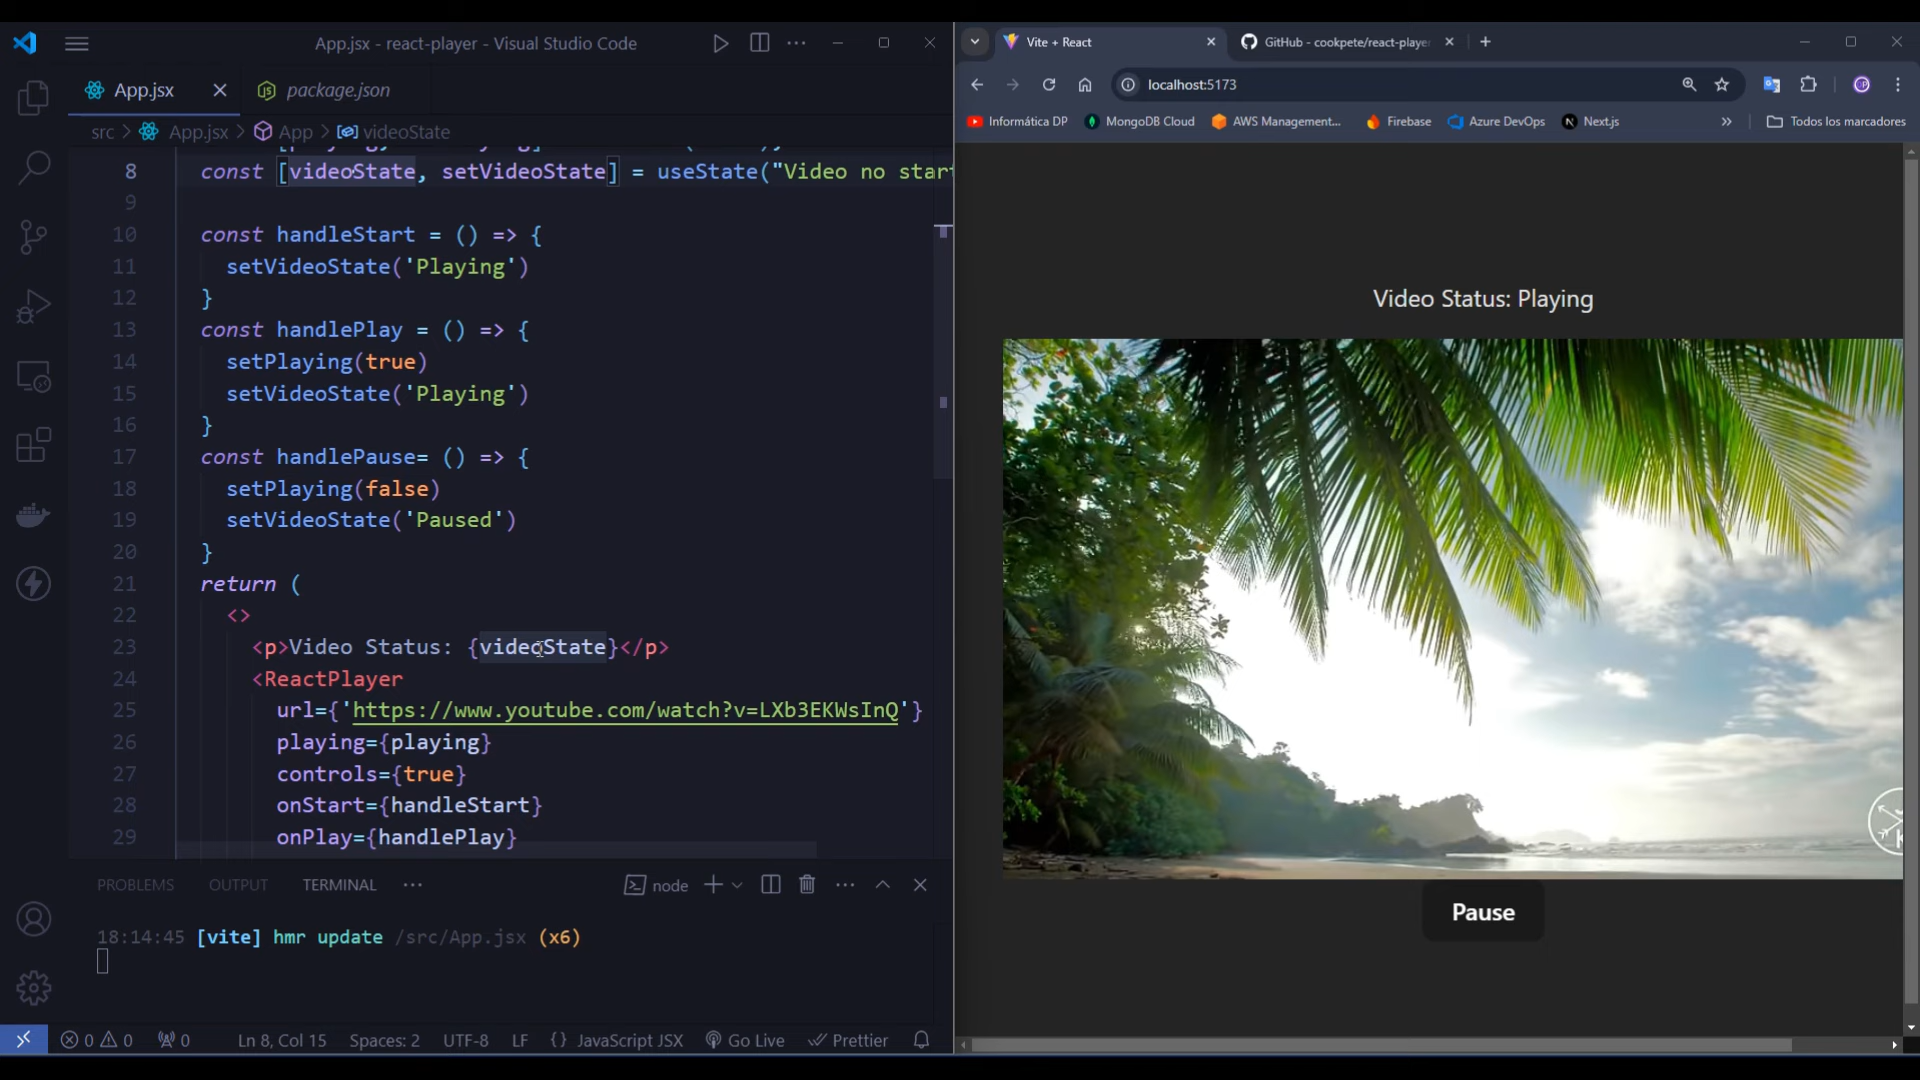 App.jsx - react-player - Visual Studio Code
App.jsx
package.json
src > App.jsx > App > videoState
8 const [videoState, setVideoState] = useState("Video no start
9
10 const handleStart = () => {
11 setVideoState('Playing')
12 }
13 const handlePlay = () => {
14 setPlaying(true)
15 setVideoState('Playing')
16 }
17 const handlePause= () => {
18 setPlaying(false)
19 setVideoState('Paused')
20 }
21 return (
22 <>
23 <p>Video Status: {videoState}</p>
24 <ReactPlayer
25 url={'https://www.youtube.com/watch?v=LXb3EKWsInQ'}
26 playing={playing}
27 controls={true}
28 onStart={handleStart}
29 onPlay={handlePlay}
PROBLEMS OUTPUT TERMINAL ··· node
18:14:45 [vite] hmr update /src/App.jsx (x6)
0 0 0 Ln 8, Col 15 Spaces: 2 UTF-8 LF {} JavaScript JSX Go Live Prettier
Vite + React
GitHub - cookpete/react-playe
localhost:5173
Informática DP MongoDB Cloud AWS Management... Firebase Azure DevOps Next.js » Todos los marcadores
Video Status: Playing
Pause